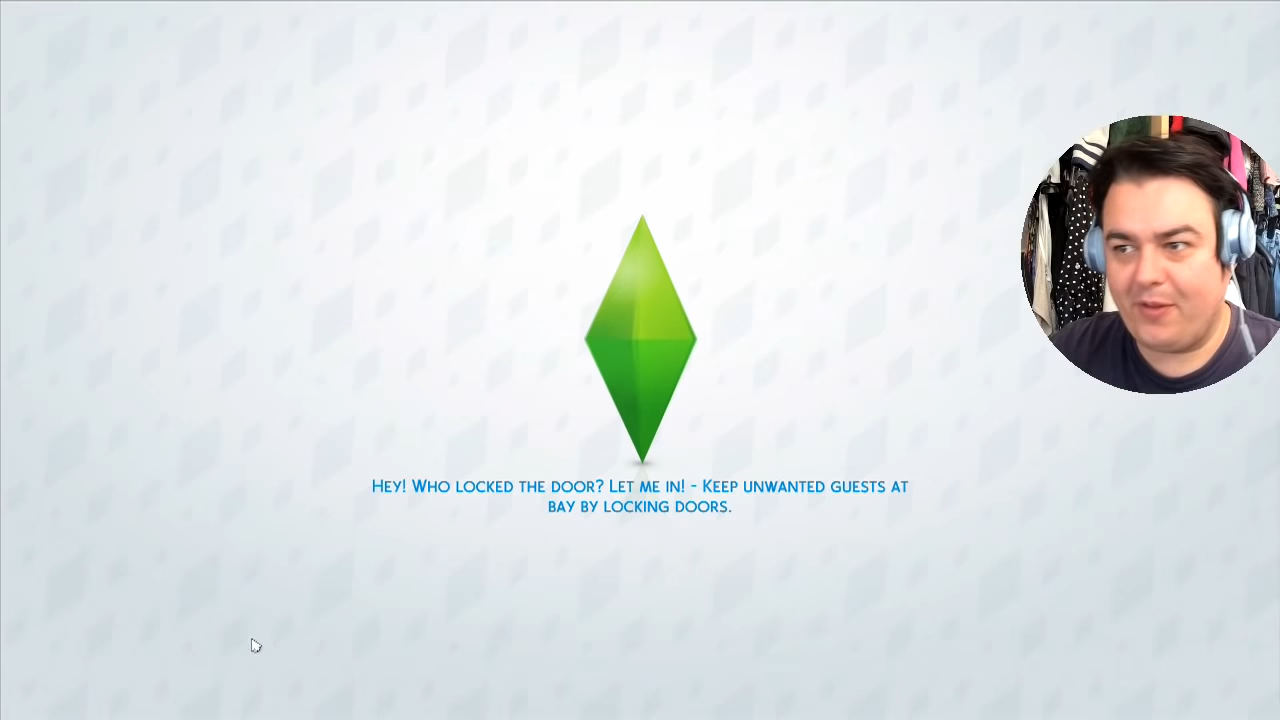 Hey! Who locked the door? Let me in! - Keep unwanted guests at
bay by locking doors.